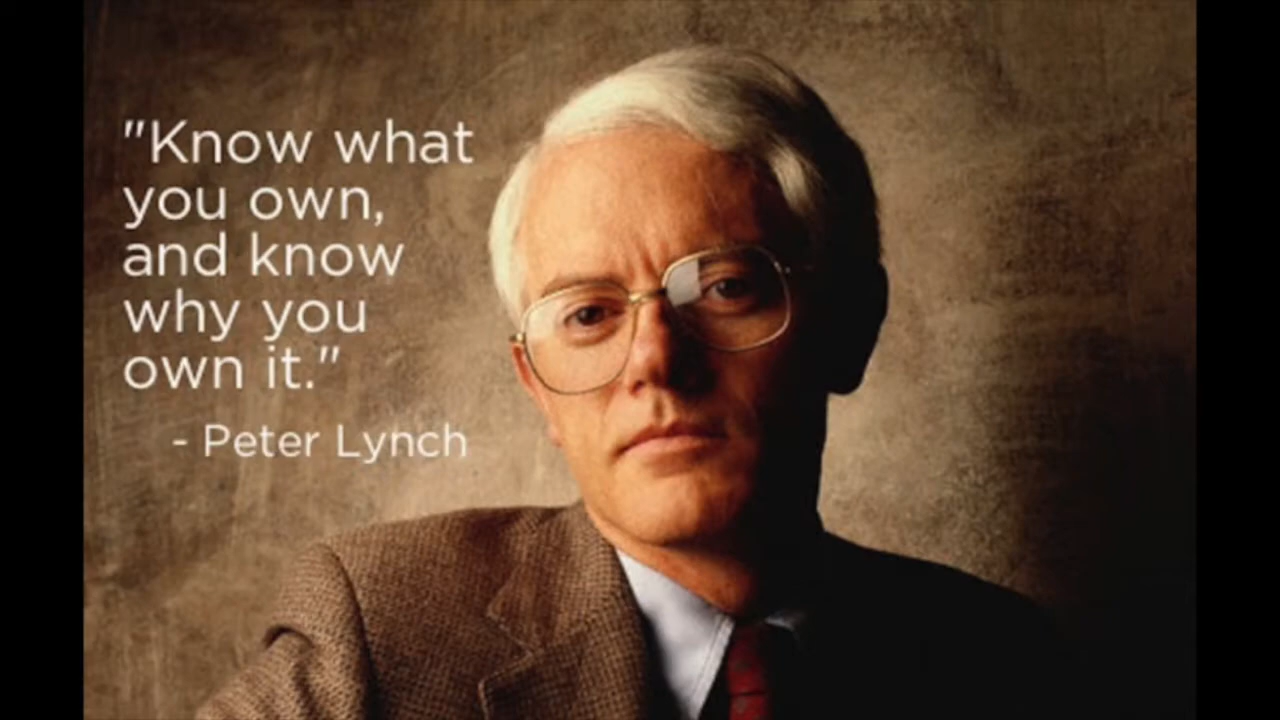 "Know what
you own,
and know
why you
own it."
- Peter Lynch